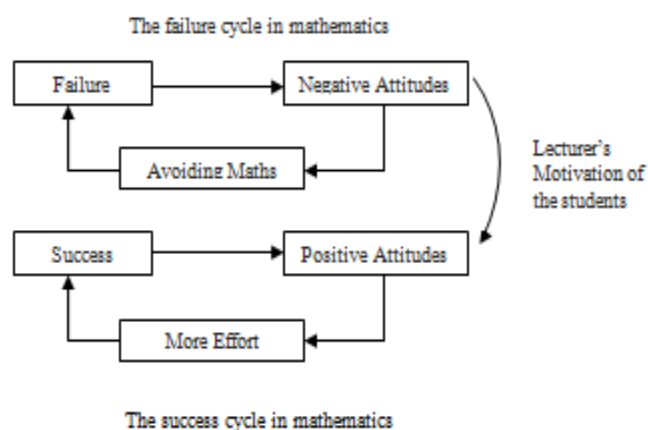 The failure cycle in mathematics
Failure
Negative Attitudes
Avoiding Maths
Lecturer's
Motivation of
the students
Success
Positive Attitudes
More Effort
The success cycle in mathematics